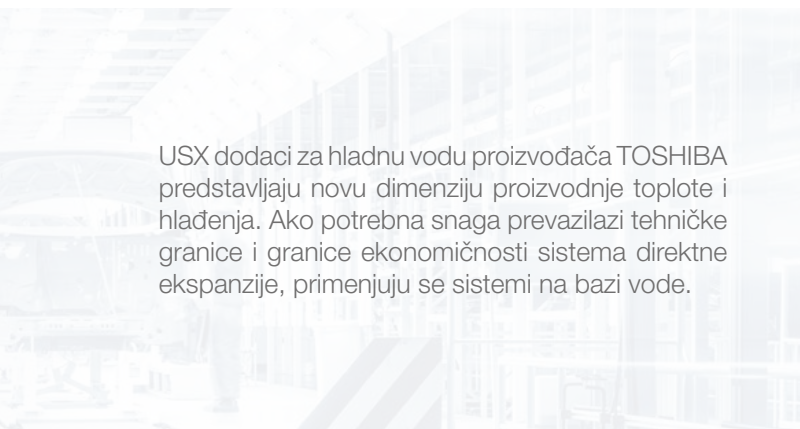 USX dodaci za hladnu vodu proizvođača TOSHIBA
predstavljaju novu dimenziju proizvodnje toplote i
hlađenja. Ako potrebna snaga prevazilazi tehničke
granice i granice ekonomičnosti sistema direktne
ekspanzije, primenjuju se sistemi na bazi vode.